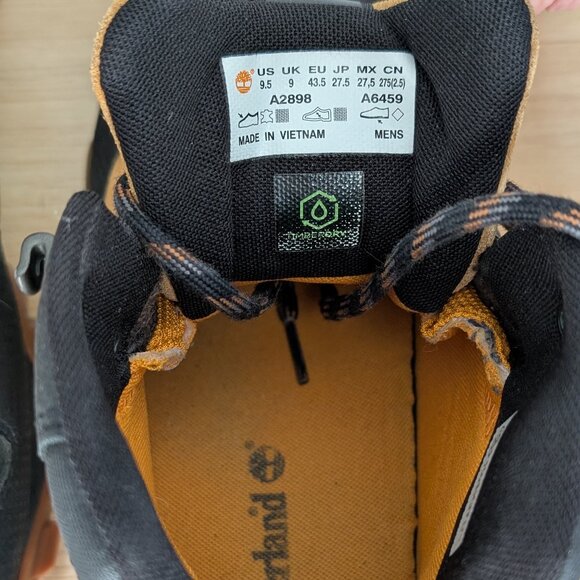 US UK EU JP MX CN
9.5 9 43.5 27.5 27,5 275(2.5)
A2898 A6459
MADE IN VIETNAM MENS
TIMBERDRY
erland